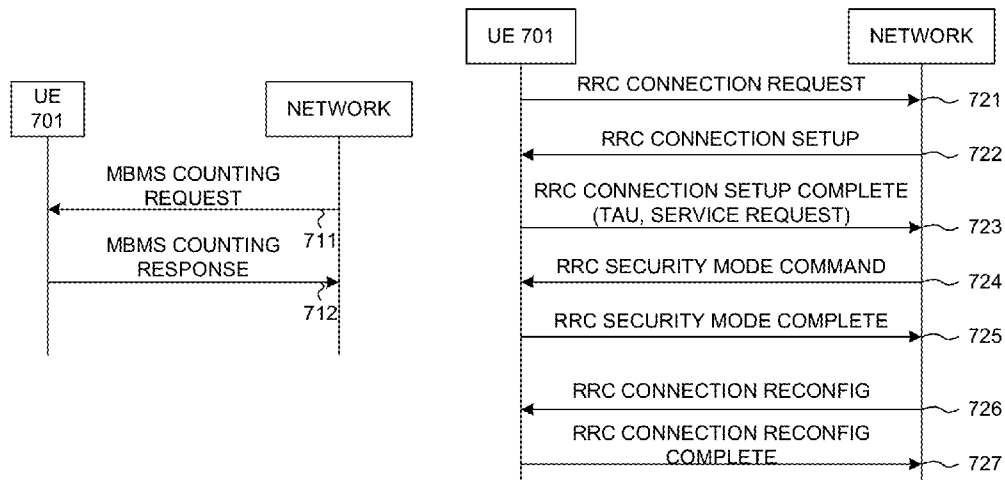 UE
701
NETWORK
MBMS COUNTING
REQUEST
711
MBMS COUNTING
RESPONSE
712
UE 701
NETWORK
RRC CONNECTION REQUEST
721
RRC CONNECTION SETUP
722
RRC CONNECTION SETUP COMPLETE
(TAU, SERVICE REQUEST)
723
RRC SECURITY MODE COMMAND
724
RRC SECURITY MODE COMPLETE
725
RRC CONNECTION RECONFIG
726
RRC CONNECTION RECONFIG
COMPLETE
727